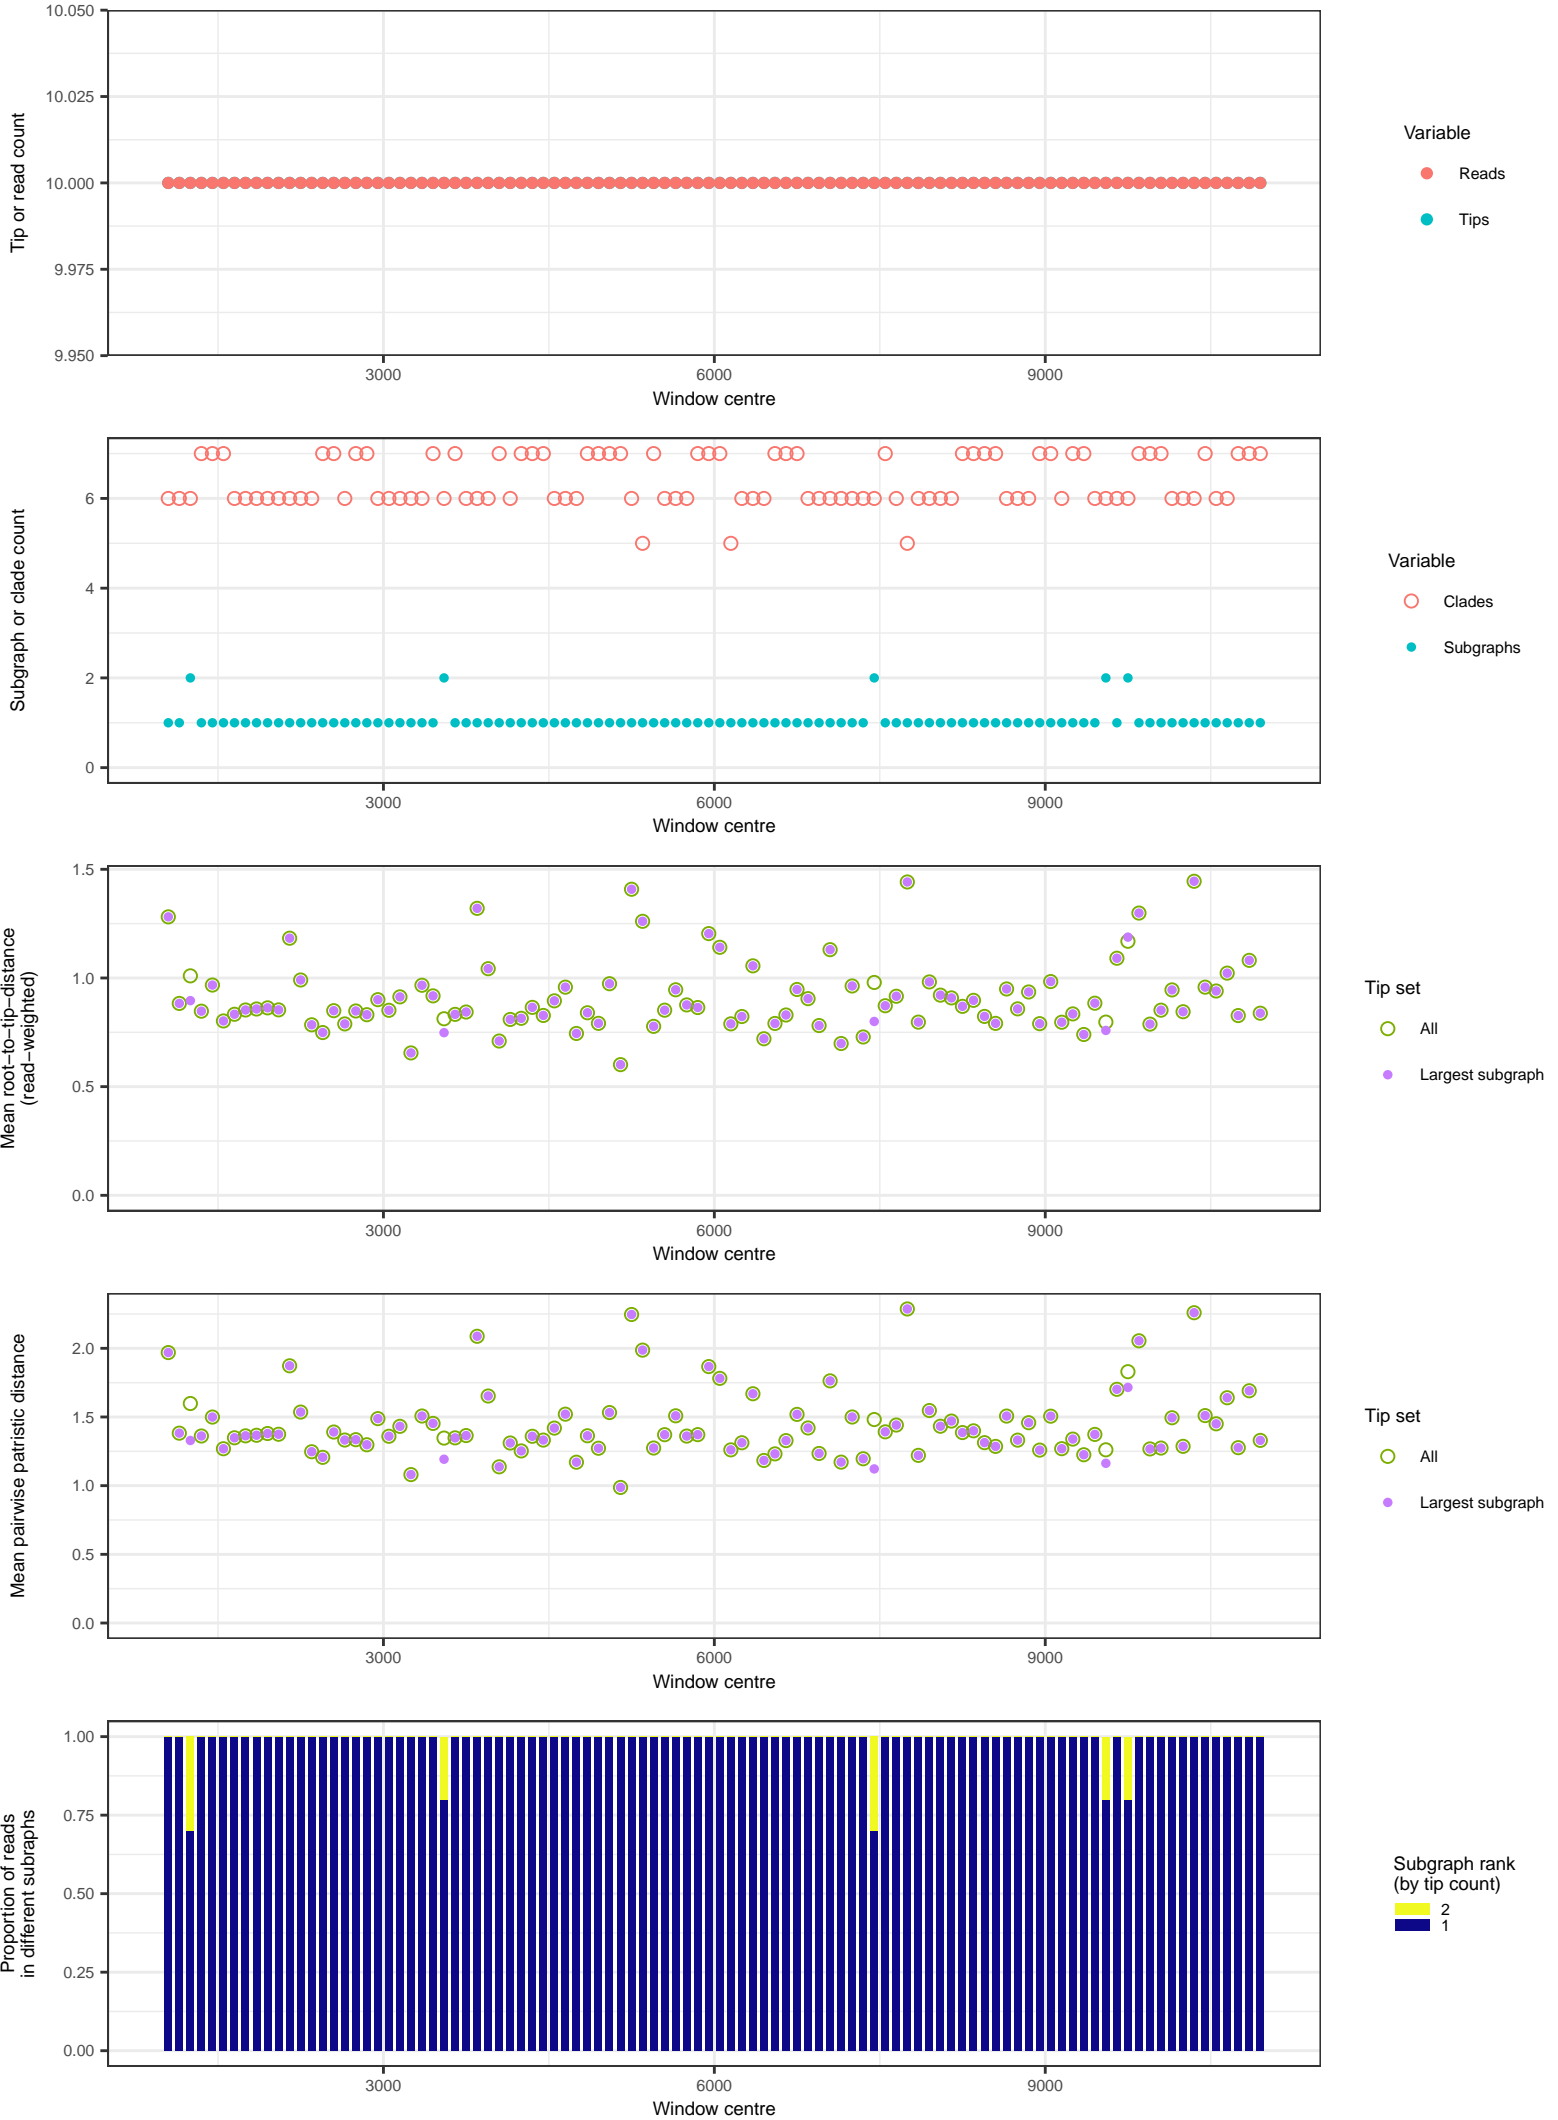 10.050
10.025
10.000
9.975
9.950
Tip or read count
3000
6000
9000
Window centre
Variable
Reads
Tips
6
4
2
0
Subgraph or clade count
3000
6000
9000
Window centre
Variable
Clades
Subgraphs
1.5
1.0
0.5
0.0
Mean root−to−tip−distance
(read−weighted)
3000
6000
9000
Window centre
Tip set
All
Largest subgraph
2.0
1.5
1.0
0.5
0.0
Mean pairwise patristic distance
3000
6000
9000
Window centre
Tip set
All
Largest subgraph
1.00
0.75
0.50
0.25
0.00
Proportion of reads
in different subraphs
3000
6000
9000
Window centre
Subgraph rank
(by tip count)
2
1